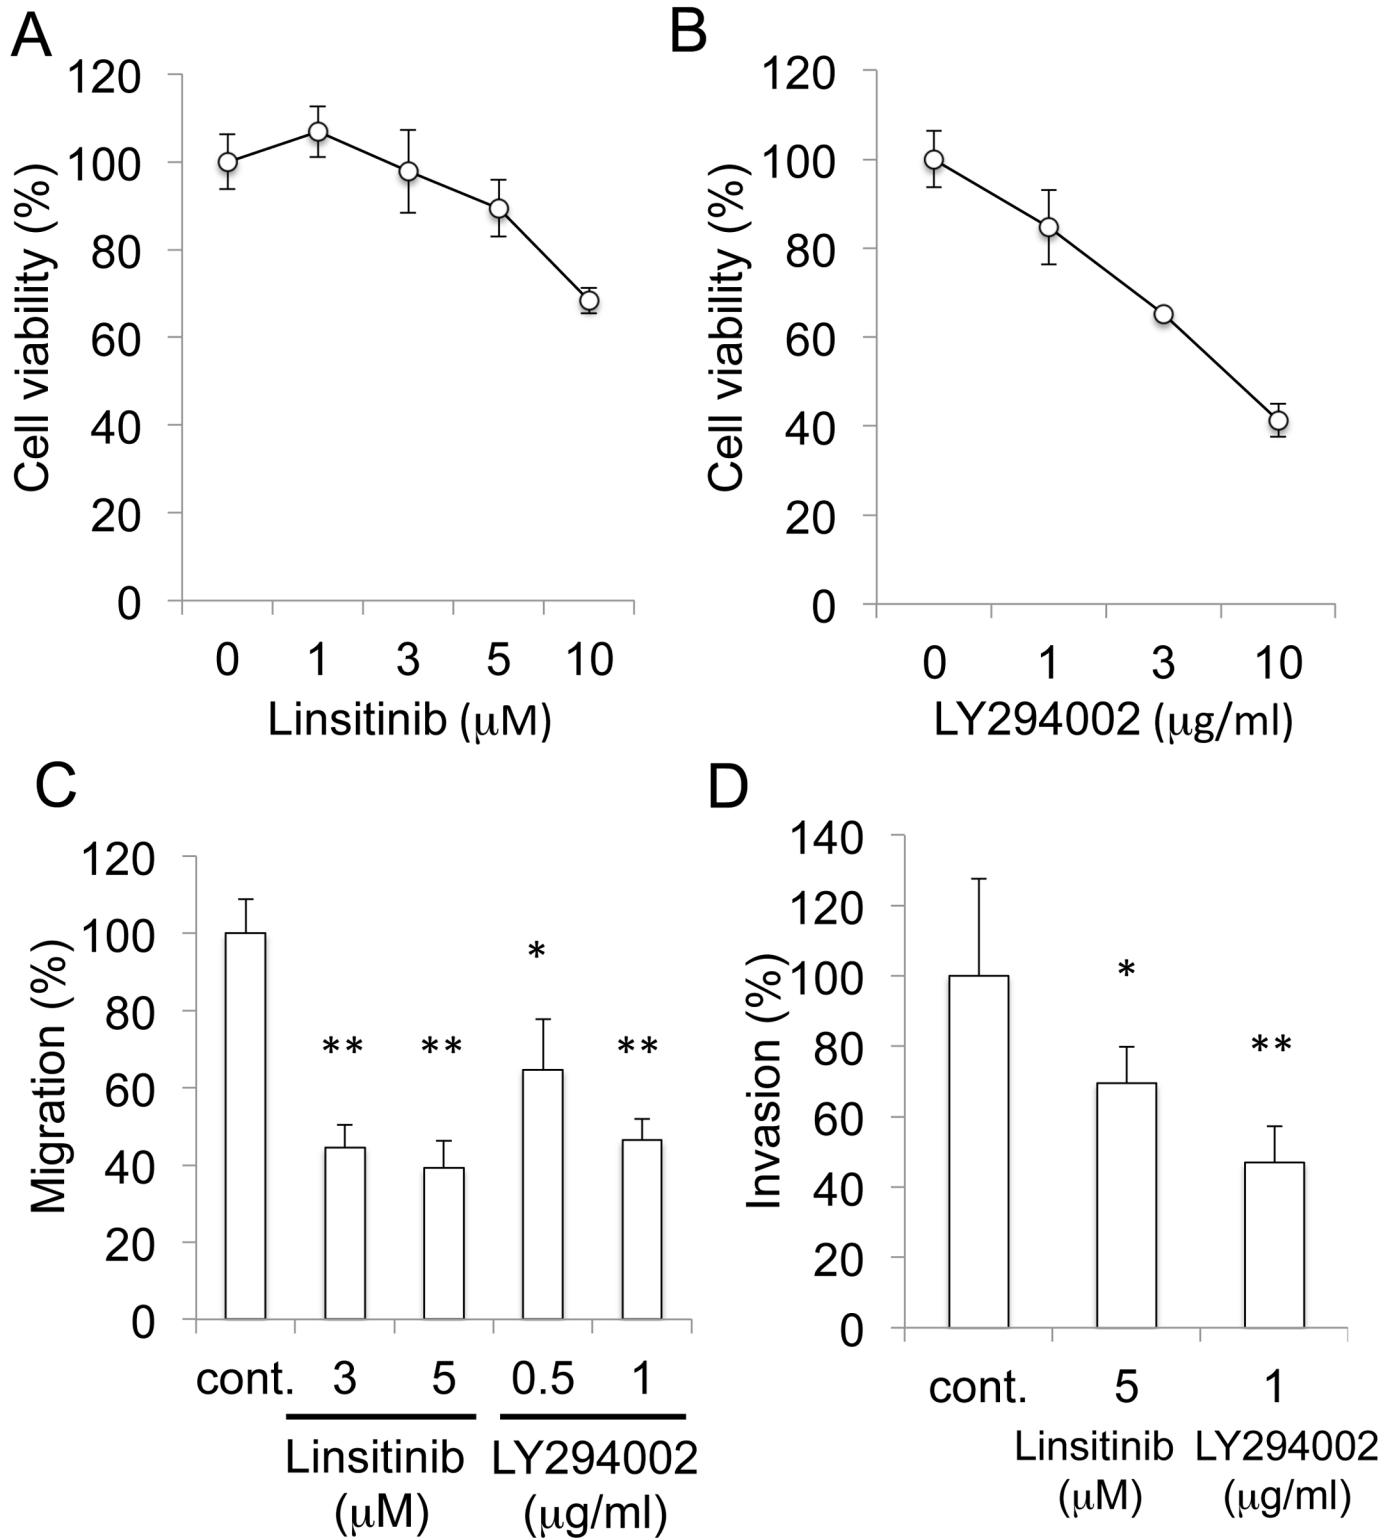 A
120
100
80
60
40
20
0
Cell viability (%)
0 1 3 5 10
Linsitinib (μM)
B
120
100
80
60
40
20
0
Cell viability (%)
0 1 3 10
LY294002 (μg/ml)
C
120
100
80
60
40
20
0
Migration (%)
*
** ** **
cont. 3 5 0.5 1
Linsitinib LY294002
(μM) (μg/ml)
D
140
120
100
80
60
40
20
0
Invasion (%)
*
**
cont. 5 1
Linsitinib LY294002
(μM) (μg/ml)